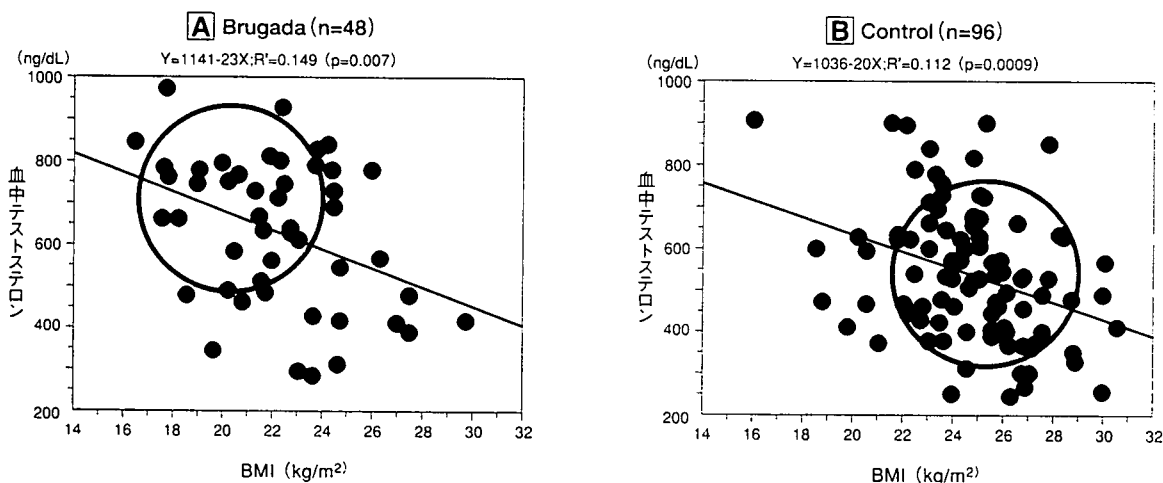 A Brugada (n=48)
Y=1141-23X;R'=0.149 (p=0.007)
(ng/dL)
1000
800
600
400
200
血中テストステロン
14 16 18 20 22 24 26 28 30 32
BMI (kg/m²)
B Control (n=96)
Y=1036-20X;R'=0.112 (p=0.0009)
(ng/dL)
1000
800
600
400
200
血中テストステロン
14 16 18 20 22 24 26 28 30 32
BMI (kg/m²)